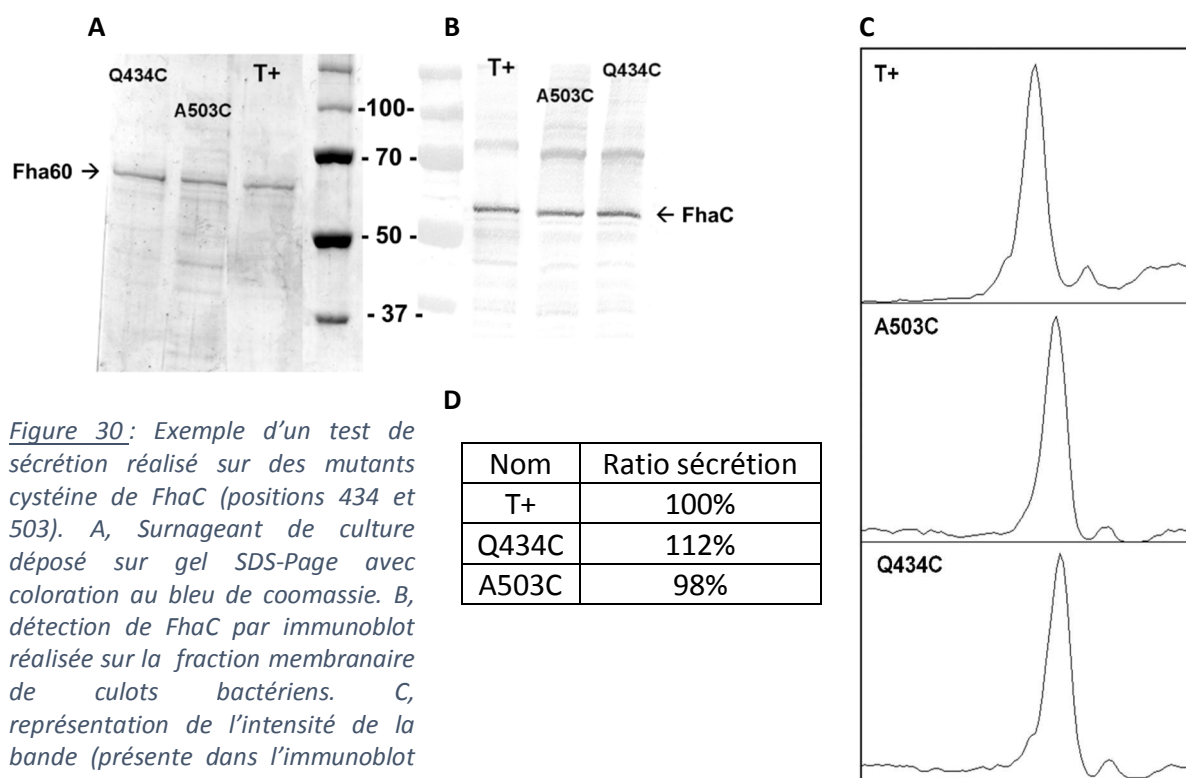 A
B
C
Q434C
T+
A503C
Fha60 →
-100-
- 70 -
- 50 -
- 37 -
T+
Q434C
A503C
← FhaC
T+
A503C
Q434C
D
Nom Ratio sécrétion
T+ 100%
Q434C 112%
A503C 98%
Figure 30 : Exemple d’un test de
sécrétion réalisé sur des mutants
cystéine de FhaC (positions 434 et
503). A, Surnageant de culture
déposé sur gel SDS-Page avec
coloration au bleu de coomassie. B,
détection de FhaC par immunoblot
réalisée sur la fraction membranaire
de culots bactériens. C,
représentation de l’intensité de la
bande (présente dans l’immunoblot